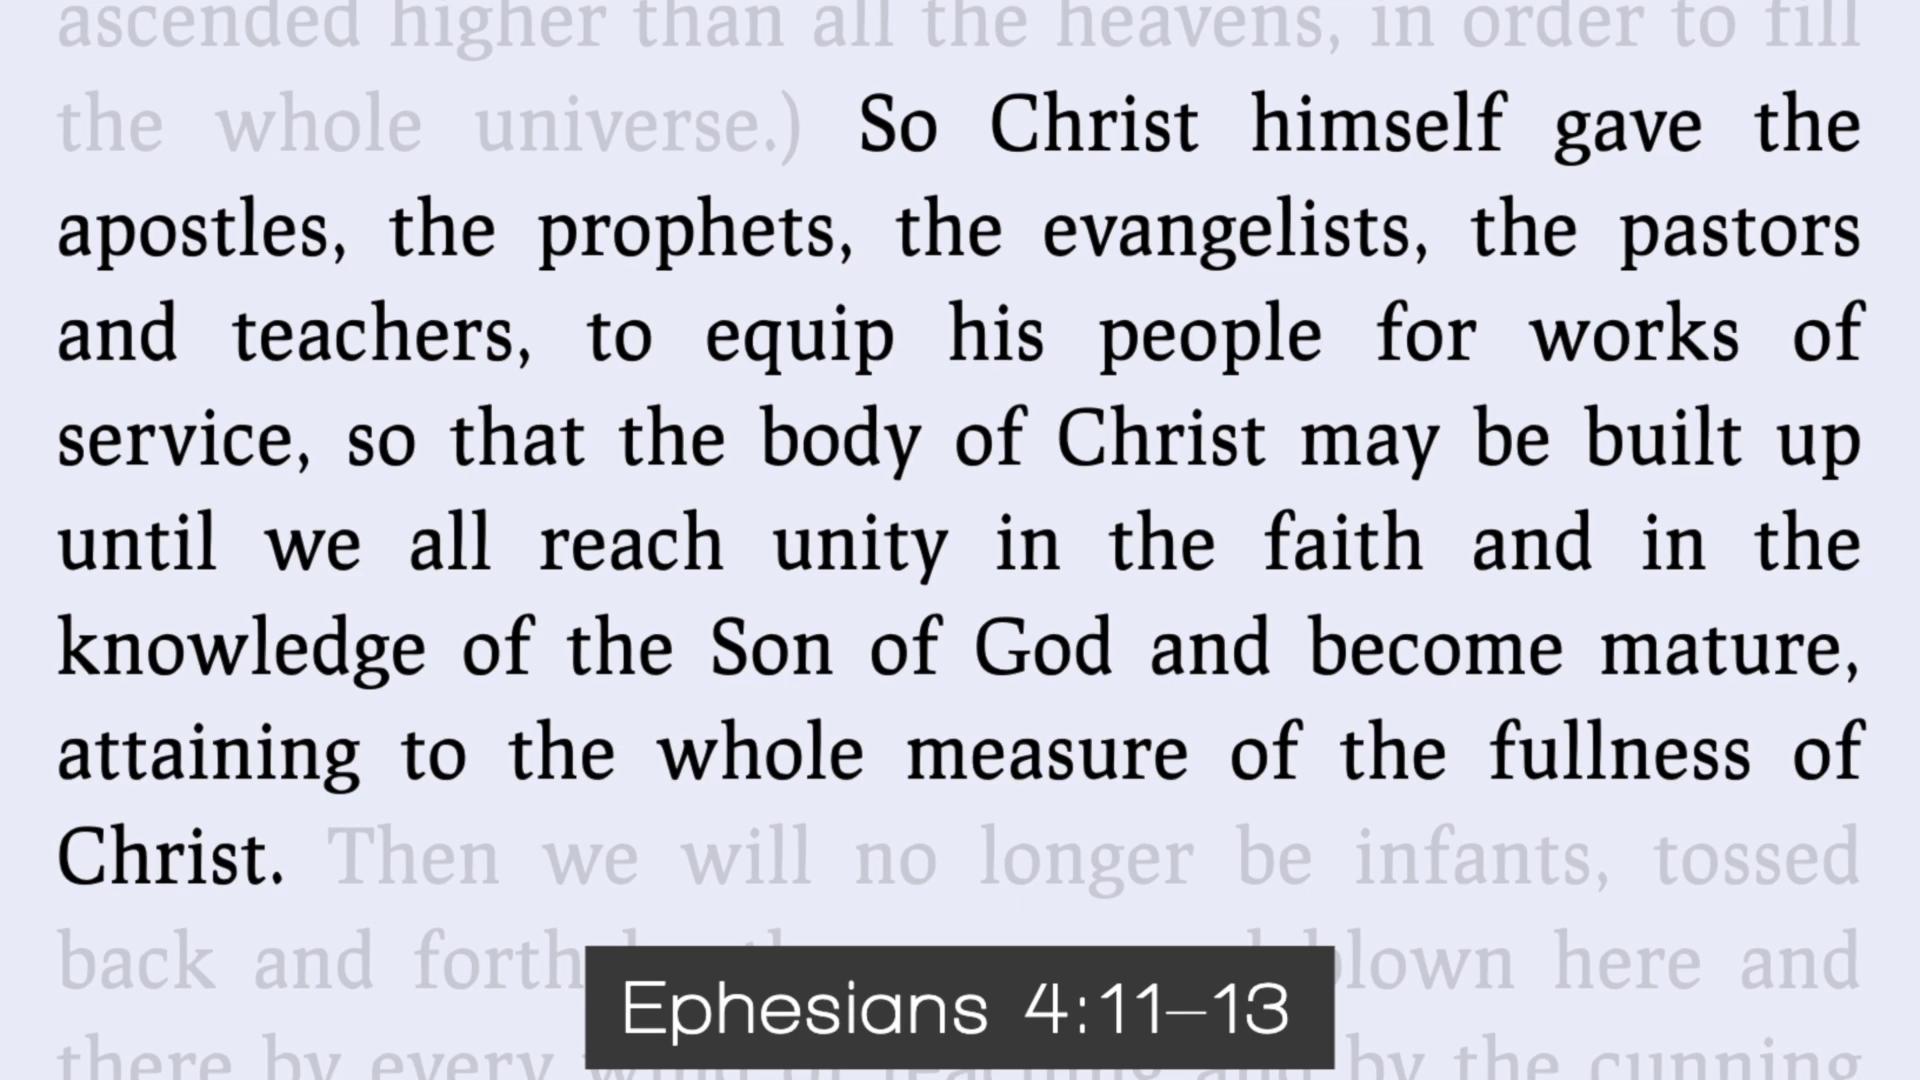 ascended higher than all the heavens, in order to fill
the whole universe.) So Christ himself gave the
apostles, the prophets, the evangelists, the pastors
and teachers, to equip his people for works of
service, so that the body of Christ may be built up
until we all reach unity in the faith and in the
knowledge of the Son of God and become mature,
attaining to the whole measure of the fullness of
Christ. Then we will no longer be infants, tossed
back and forth here and
Ephesians 4:11–13
there by every by the cunning